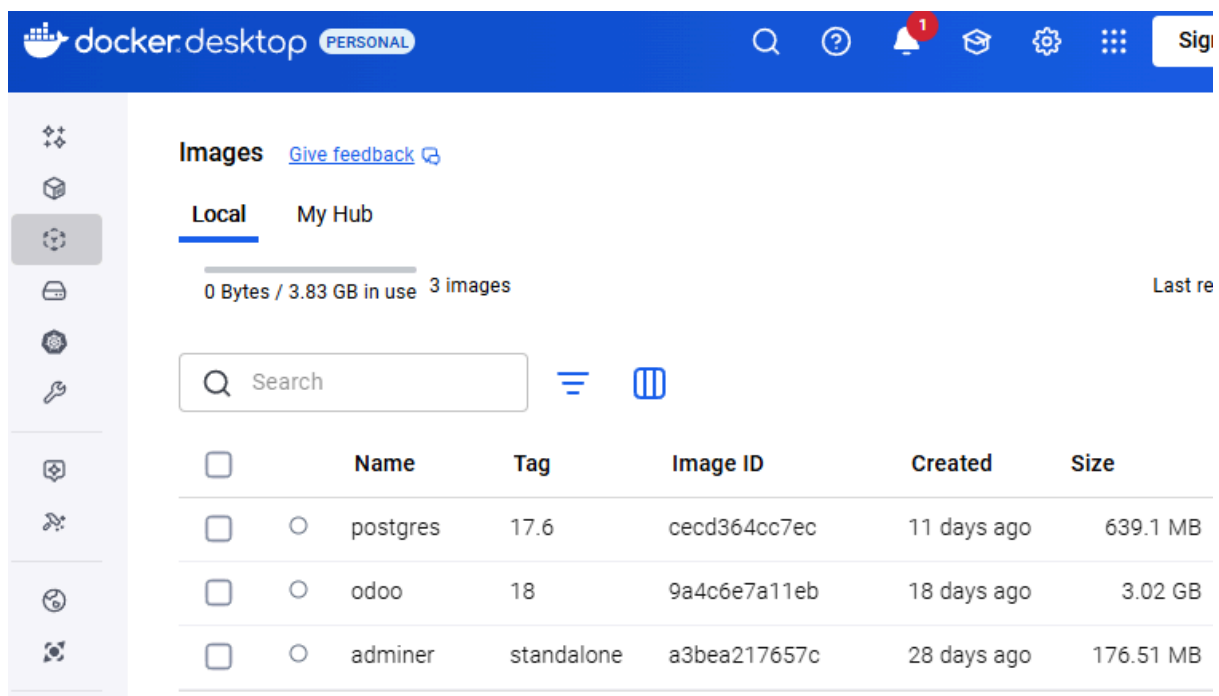 docker.desktop PERSONAL 1
Images Give feedback
Local My Hub
0 Bytes / 3.83 GB in use 3 images Last re
Search
Name Tag Image ID Created Size
postgres 17.6 cecd364cc7ec 11 days ago 639.1 MB
odoo 18 9a4c6e7a11eb 18 days ago 3.02 GB
adminer standalone a3bea217657c 28 days ago 176.51 MB